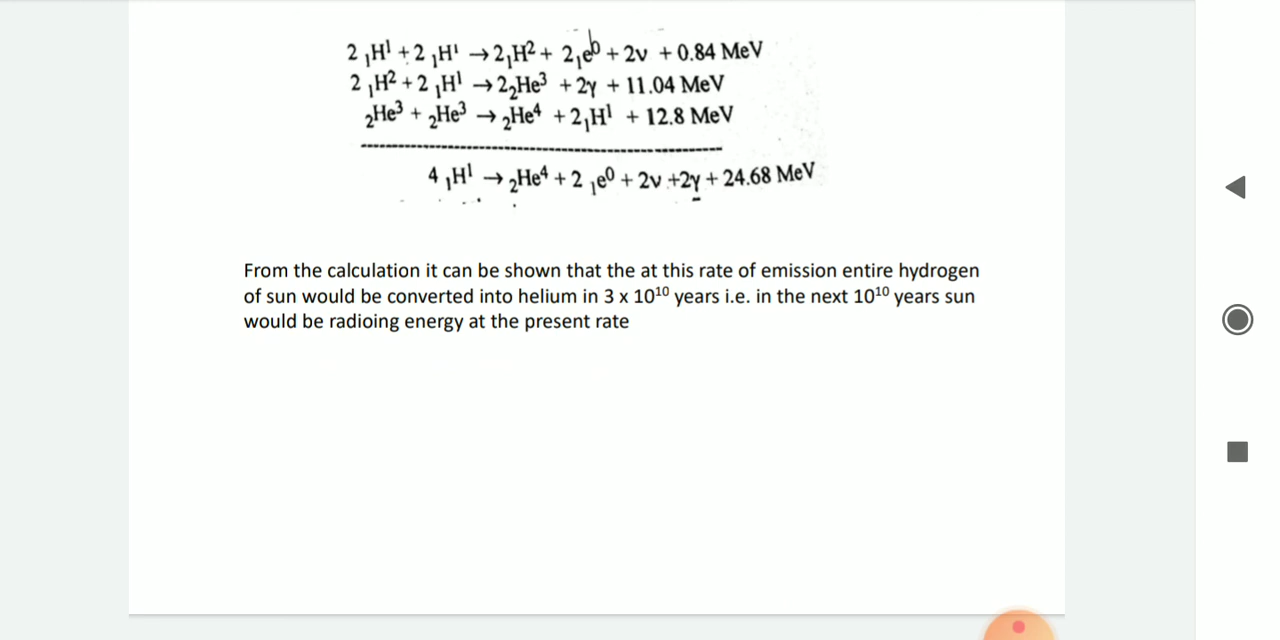 2 ₁H¹ + 2 ₁H¹ → 2₁H² + 2₁e⁰ + 2ν + 0.84 MeV
2 ₁H² + 2 ₁H¹ → 2₂He³ + 2γ + 11.04 MeV
₂He³ + ₂He³ → ₂He⁴ + 2₁H¹ + 12.8 MeV
4 ₁H¹ → ₂He⁴ + 2 ₁e⁰ + 2ν + 2γ + 24.68 MeV
From the calculation it can be shown that the at this rate of emission entire hydrogen
of sun would be converted into helium in 3 x 10¹⁰ years i.e. in the next 10¹⁰ years sun
would be radioing energy at the present rate